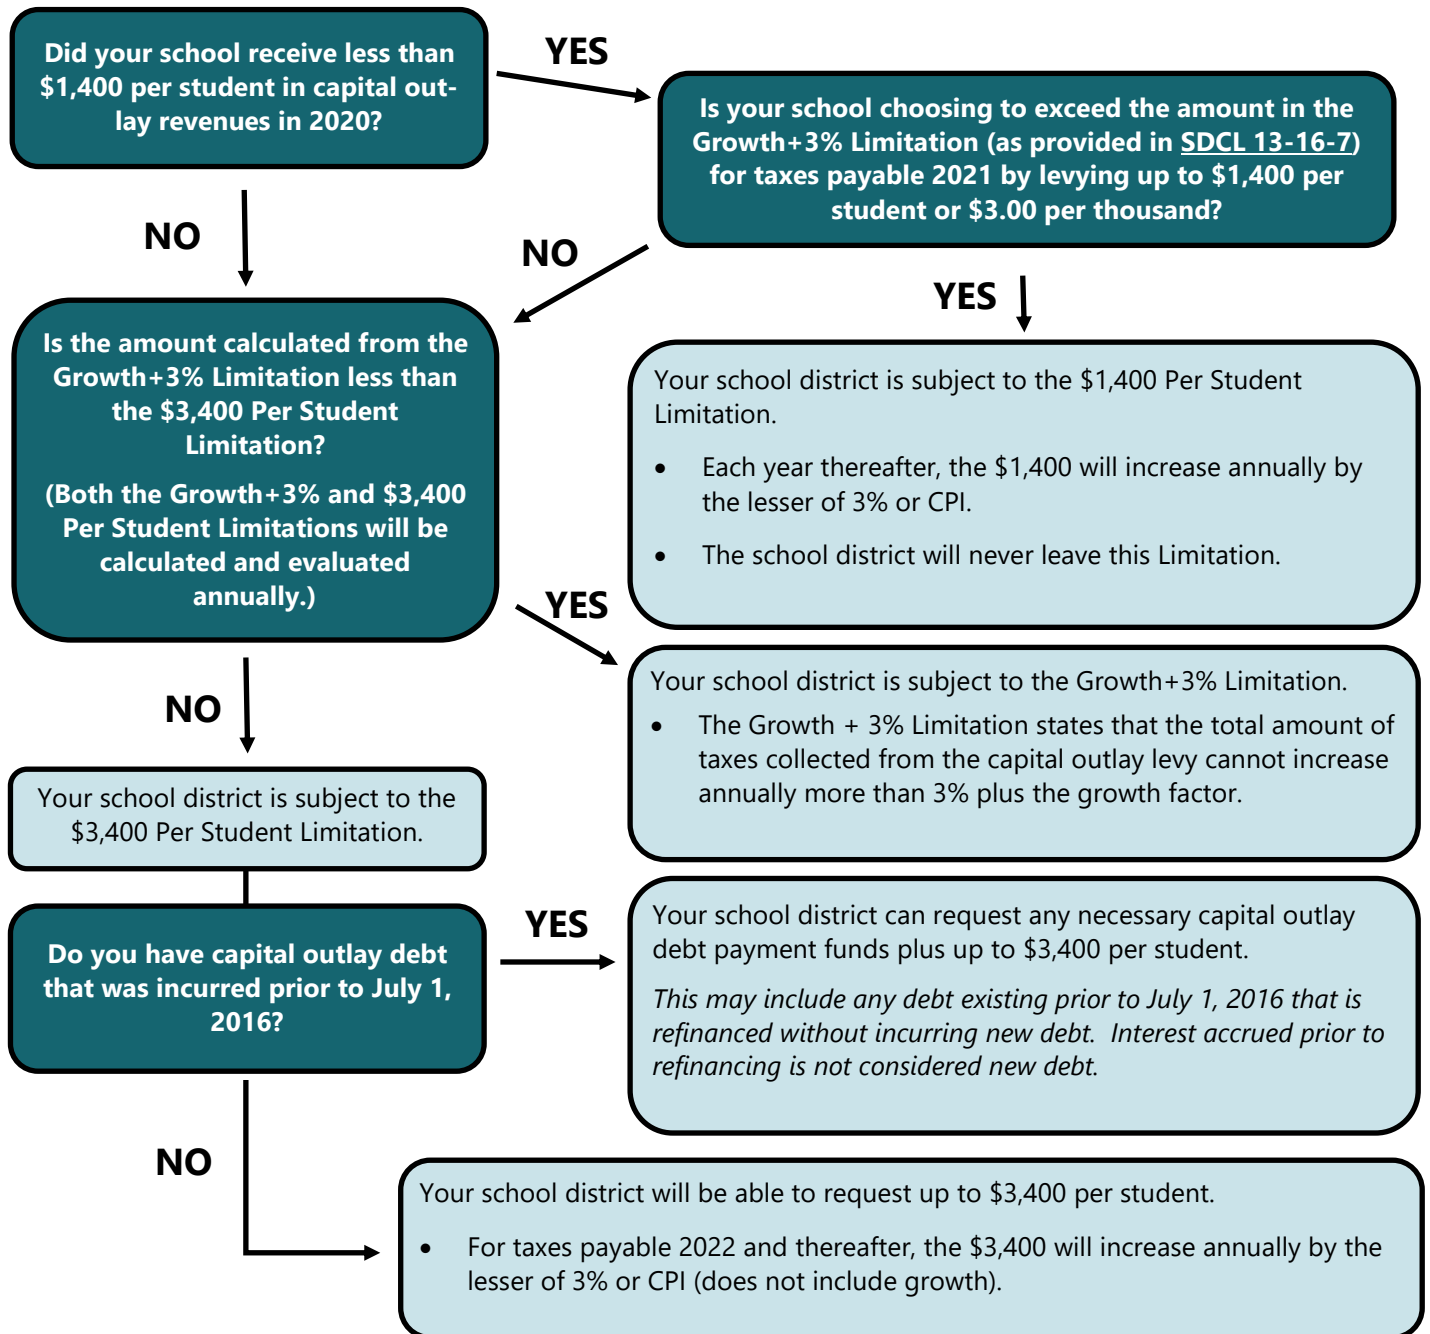 Did your school receive less than
$1,400 per student in capital out-
lay revenues in 2020?
YES
Is your school choosing to exceed the amount in the
Growth+3% Limitation (as provided in SDCL 13-16-7)
for taxes payable 2021 by levying up to $1,400 per
student or $3.00 per thousand?
NO
NO
YES
Is the amount calculated from the
Growth+3% Limitation less than
the $3,400 Per Student
Limitation?
(Both the Growth+3% and $3,400
Per Student Limitations will be
calculated and evaluated
annually.)
Your school district is subject to the $1,400 Per Student
Limitation.
• Each year thereafter, the $1,400 will increase annually by
the lesser of 3% or CPI.
• The school district will never leave this Limitation.
YES
NO
Your school district is subject to the Growth+3% Limitation.
• The Growth + 3% Limitation states that the total amount of
taxes collected from the capital outlay levy cannot increase
annually more than 3% plus the growth factor.
Your school district is subject to the
$3,400 Per Student Limitation.
Do you have capital outlay debt
that was incurred prior to July 1,
2016?
YES
Your school district can request any necessary capital outlay
debt payment funds plus up to $3,400 per student.
This may include any debt existing prior to July 1, 2016 that is
refinanced without incurring new debt. Interest accrued prior to
refinancing is not considered new debt.
NO
Your school district will be able to request up to $3,400 per student.
• For taxes payable 2022 and thereafter, the $3,400 will increase annually by the
lesser of 3% or CPI (does not include growth).